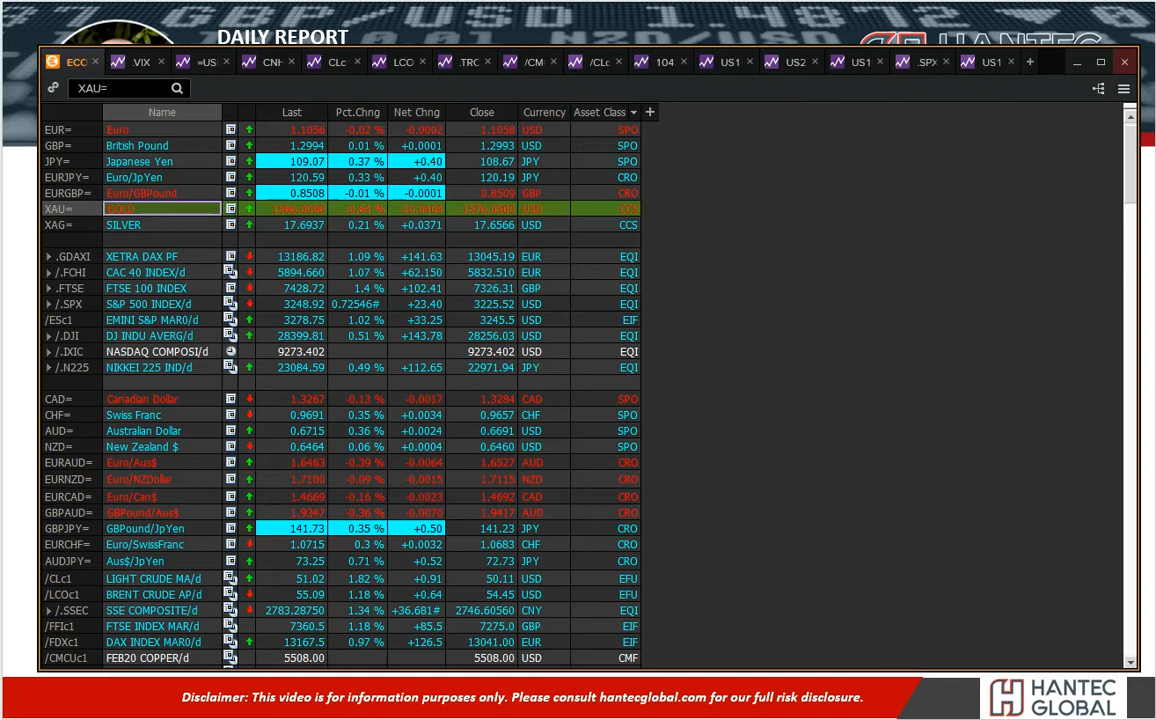 GBP/USD 1.4872
DAILY REPORT
ECO .VIX =US CNH CLc LCO .TRC /CM /CLc 104 US1 US2 US1 .SPX US1
XAU=
Name Last Pct.Chng Net Chng Close Currency Asset Class
EUR= Euro 1.1056 -0.02 % -0.0002 1.1058 USD SPO
GBP= British Pound 1.2994 0.01 % +0.0001 1.2993 USD SPO
JPY= Japanese Yen 109.07 0.37 % +0.40 108.67 JPY SPO
EURJPY= Euro/JpYen 120.59 0.33 % +0.40 120.19 JPY CRO
EURGBP= Euro/GBPound 0.8508 -0.01 % -0.0001 0.8509 GBP CRO
XAU= GOLD USD CCS
XAG= SILVER 17.6937 0.21 % +0.0371 17.6566 USD CCS
.GDAXI XETRA DAX PF 13186.82 1.09 % +141.63 13045.19 EUR EQI
/.FCHI CAC 40 INDEX/d 5894.660 1.07 % +62.150 5832.510 EUR EQI
.FTSE FTSE 100 INDEX 7428.72 1.4 % +102.41 7326.31 GBP EQI
/.SPX S&P 500 INDEX/d 3248.92 0.72546# +23.40 3225.52 USD EQI
/ESc1 EMINI S&P MAR0/d 3278.75 1.02 % +33.25 3245.5 USD EIF
/.DJI DJ INDU AVERG/d 28399.81 0.51 % +143.78 28256.03 USD EQI
/.IXIC NASDAQ COMPOSI/d 9273.402 9273.402 USD EQI
/.N225 NIKKEI 225 IND/d 23084.59 0.49 % +112.65 22971.94 JPY EQI
CAD= Canadian Dollar 1.3267 -0.13 % -0.0017 1.3284 CAD SPO
CHF= Swiss Franc 0.9691 0.35 % +0.0034 0.9657 CHF SPO
AUD= Australian Dollar 0.6715 0.36 % +0.0024 0.6691 USD SPO
NZD= New Zealand $ 0.6464 0.06 % +0.0004 0.6460 USD SPO
EURAUD= Euro/Aus$ 1.6463 -0.39 % -0.0064 1.6527 AUD CRO
EURNZD= Euro/NZDollar 1.7100 -0.09 % -0.0015 1.7115 NZD CRO
EURCAD= Euro/Can$ 1.4669 -0.16 % -0.0023 1.4692 CAD CRO
GBPAUD= GBPound/Aus$ 1.9347 -0.36 % -0.0070 1.9417 AUD CRO
GBPJPY= GBPound/JpYen 141.73 0.35 % +0.50 141.23 JPY CRO
EURCHF= Euro/SwissFranc 1.0715 0.3 % +0.0032 1.0683 CHF CRO
AUDJPY= Aus$/JpYen 73.25 0.71 % +0.52 72.73 JPY CRO
/CLc1 LIGHT CRUDE MA/d 51.02 1.82 % +0.91 50.11 USD EFU
/LCOc1 BRENT CRUDE AP/d 55.09 1.18 % +0.64 54.45 USD EFU
/.SSEC SSE COMPOSITE/d 2783.28750 1.34 % +36.681# 2746.60560 CNY EQI
/FFIc1 FTSE INDEX MAR/d 7360.5 1.18 % +85.5 7275.0 GBP EIF
/FDXc1 DAX INDEX MAR0/d 13167.5 0.97 % +126.5 13041.00 EUR EIF
/CMCUc1 FEB20 COPPER/d 5508.00 5508.00 USD CMF
Disclaimer: This video is for information purposes only. Please consult hantecglobal.com for our full risk disclosure.
HANTEC
GLOBAL